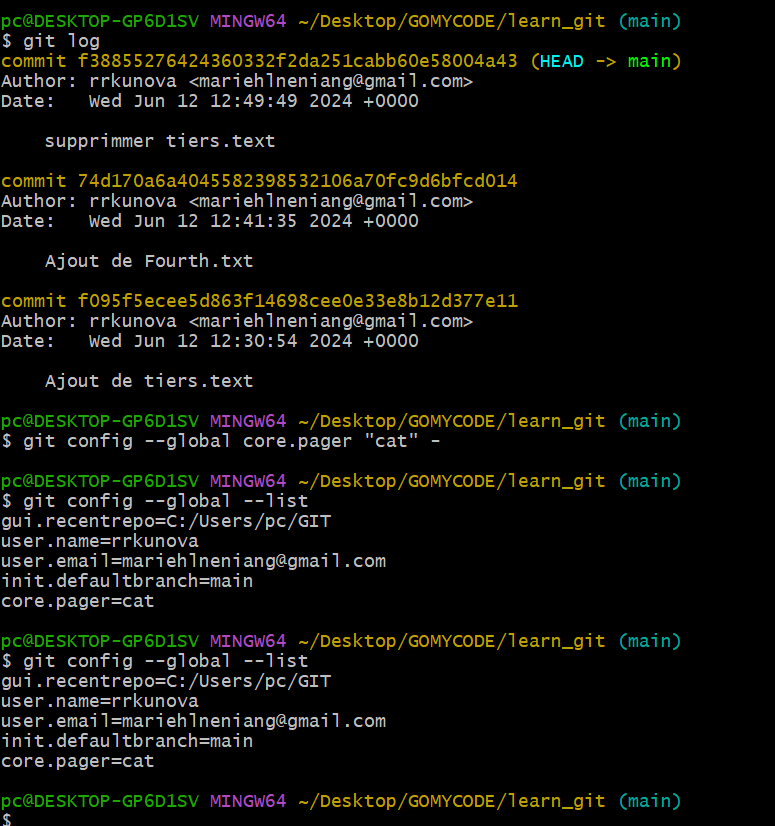 pc@DESKTOP-GP6D1SV MINGW64 ~/Desktop/GOMYCODE/learn_git (main)
$ git log
commit f38855276424360332f2da251cabb60e58004a43 (HEAD -> main)
Author: rrkunova <mariehlneniang@gmail.com>
Date:   Wed Jun 12 12:49:49 2024 +0000

    supprimmer tiers.text

commit 74d170a6a4045582398532106a70fc9d6bfcd014
Author: rrkunova <mariehlneniang@gmail.com>
Date:   Wed Jun 12 12:41:35 2024 +0000

    Ajout de Fourth.txt

commit f095f5ecee5d863f14698cee0e33e8b12d377e11
Author: rrkunova <mariehlneniang@gmail.com>
Date:   Wed Jun 12 12:30:54 2024 +0000

    Ajout de tiers.text

pc@DESKTOP-GP6D1SV MINGW64 ~/Desktop/GOMYCODE/learn_git (main)
$ git config --global core.pager "cat" -

pc@DESKTOP-GP6D1SV MINGW64 ~/Desktop/GOMYCODE/learn_git (main)
$ git config --global --list
gui.recentrepo=C:/Users/pc/GIT
user.name=rrkunova
user.email=mariehlneniang@gmail.com
init.defaultbranch=main
core.pager=cat

pc@DESKTOP-GP6D1SV MINGW64 ~/Desktop/GOMYCODE/learn_git (main)
$ git config --global --list
gui.recentrepo=C:/Users/pc/GIT
user.name=rrkunova
user.email=mariehlneniang@gmail.com
init.defaultbranch=main
core.pager=cat

pc@DESKTOP-GP6D1SV MINGW64 ~/Desktop/GOMYCODE/learn_git (main)
$